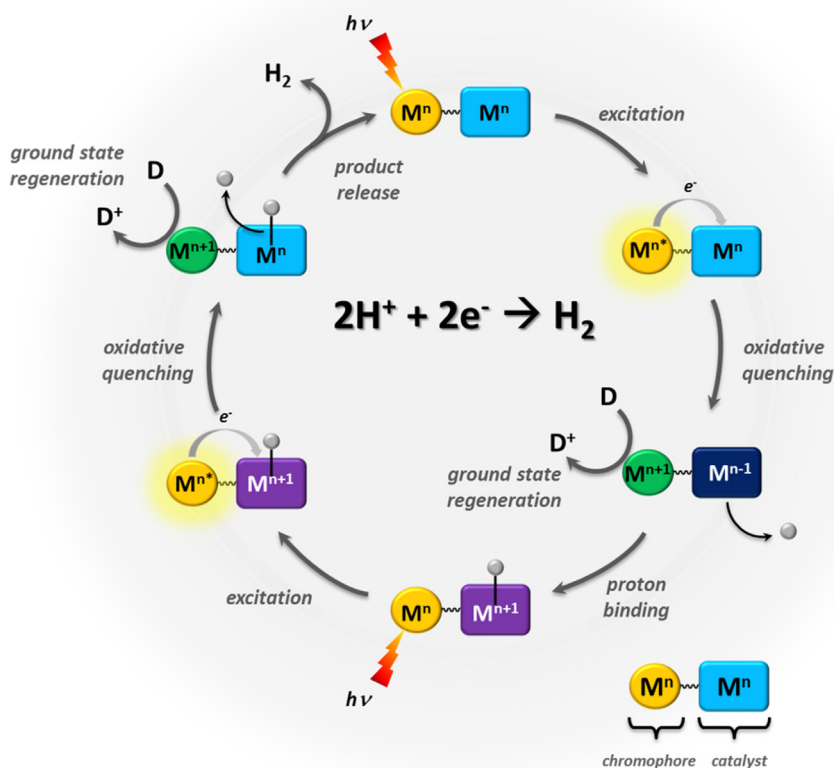 hν
H₂
Mⁿ
Mⁿ
excitation
product
release
ground state
regeneration
D
D⁺
Mⁿ⁺¹
Mⁿ
e⁻
Mⁿ*
Mⁿ
2H⁺ + 2e⁻ → H₂
oxidative
quenching
oxidative
quenching
D
D⁺
Mⁿ⁺¹
Mⁿ⁻¹
ground state
regeneration
e⁻
Mⁿ*
Mⁿ⁺¹
excitation
Mⁿ
Mⁿ⁺¹
proton
binding
hν
Mⁿ
Mⁿ
chromophore
catalyst